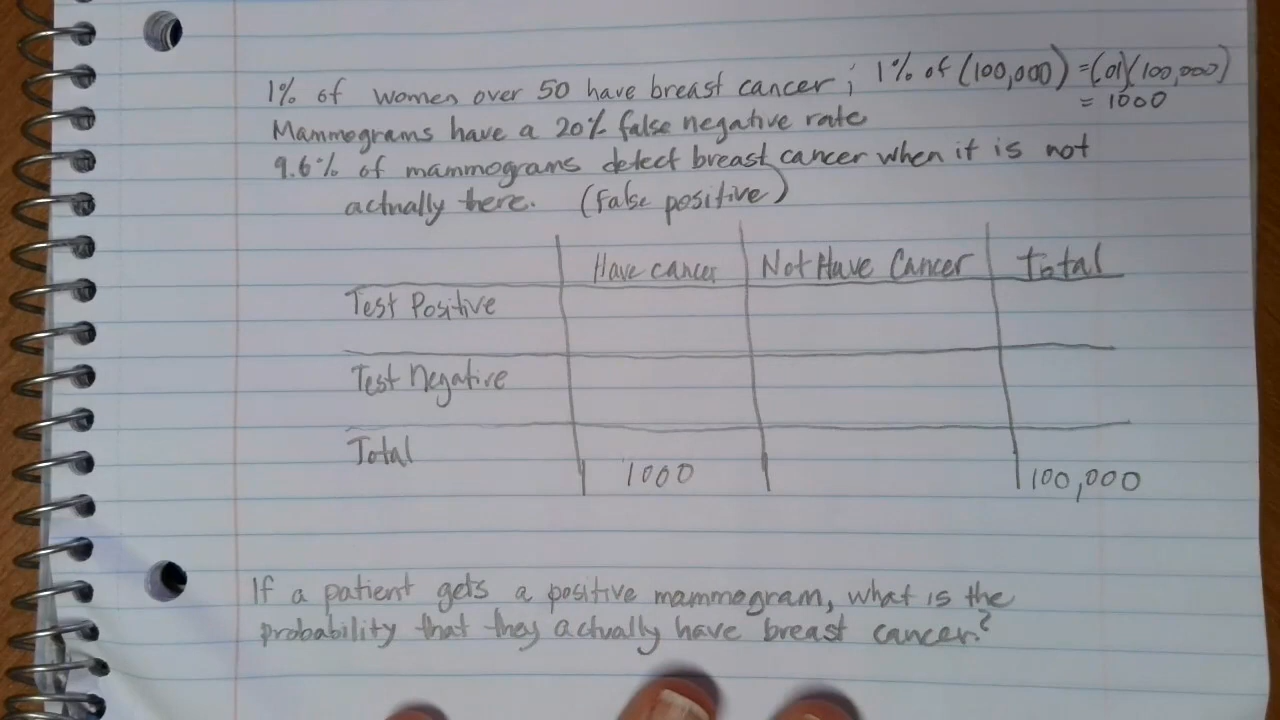 1% of women over 50 have breast cancer; 1% of (100,000) = (.01)(100,000)
= 1000
Mammograms have a 20% false negative rate
9.6% of mammograms detect breast cancer when it is not
actually there. (False positive)
Have cancer Not Have Cancer Total
Test Positive
Test Negative
Total
1000 100,000
If a patient gets a positive mammogram, what is the
probability that they actually have breast cancer?